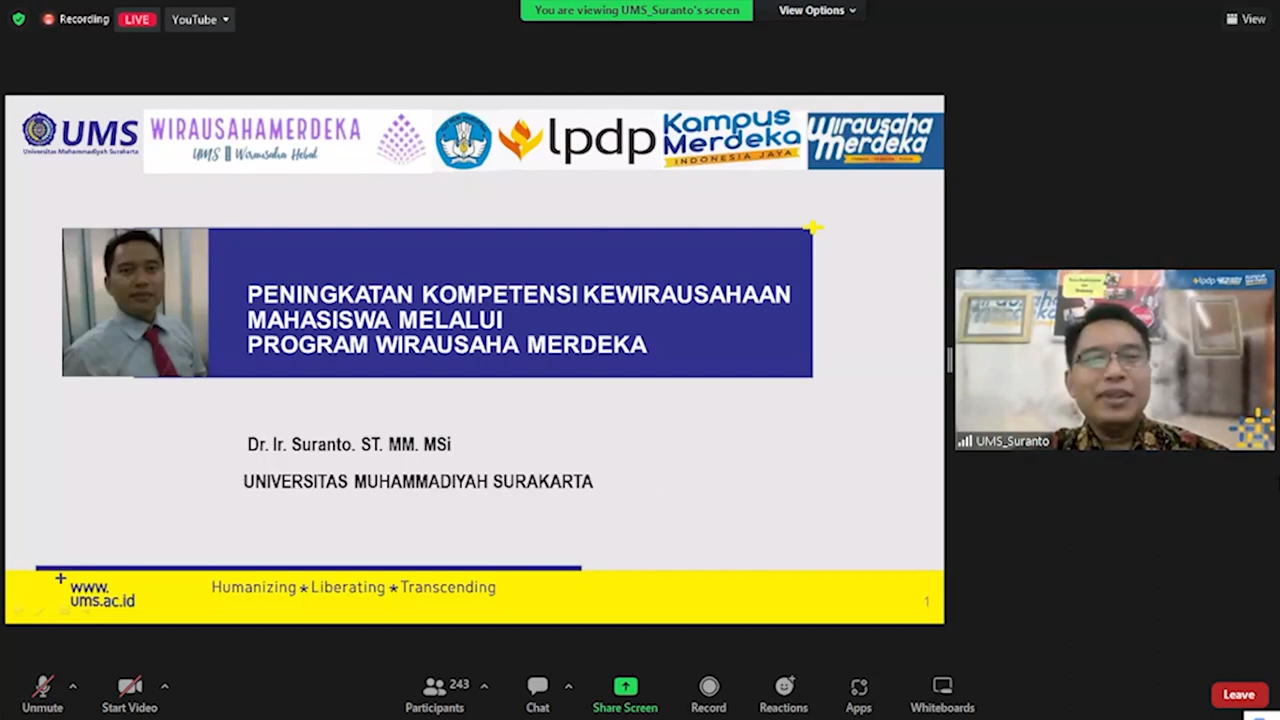 Recording
LIVE
YouTube
You are viewing UMS_Suranto's screen
View Options
View
UMS
Universitas Muhammadiyah Surakarta
WIRAUSAHAMERDEKA
UMS Wirausaha Hebat
lpdp
Kampus
Merdeka
INDONESIA JAYA
Wirausaha
Merdeka
PENINGKATAN KOMPETENSI KEWIRAUSAHAAN
MAHASISWA MELALUI
PROGRAM WIRAUSAHA MERDEKA
Dr. Ir. Suranto. ST. MM. MSi
UNIVERSITAS MUHAMMADIYAH SURAKARTA
www.
ums.ac.id
Humanizing★Liberating★Transcending
1
lpdp
UMS_Suranto
Unmute
Start Video
Participants
243
Chat
Share Screen
Record
Reactions
Apps
Whiteboards
Leave